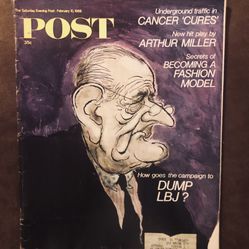 The Saturday Evening Post February 10, 1968
Underground traffic in
CANCER 'CURES'
POST
35¢
New hit play by
ARTHUR MILLER
Secrets of
BECOMING A
FASHION
MODEL
How goes the campaign to
DUMP
LBJ?